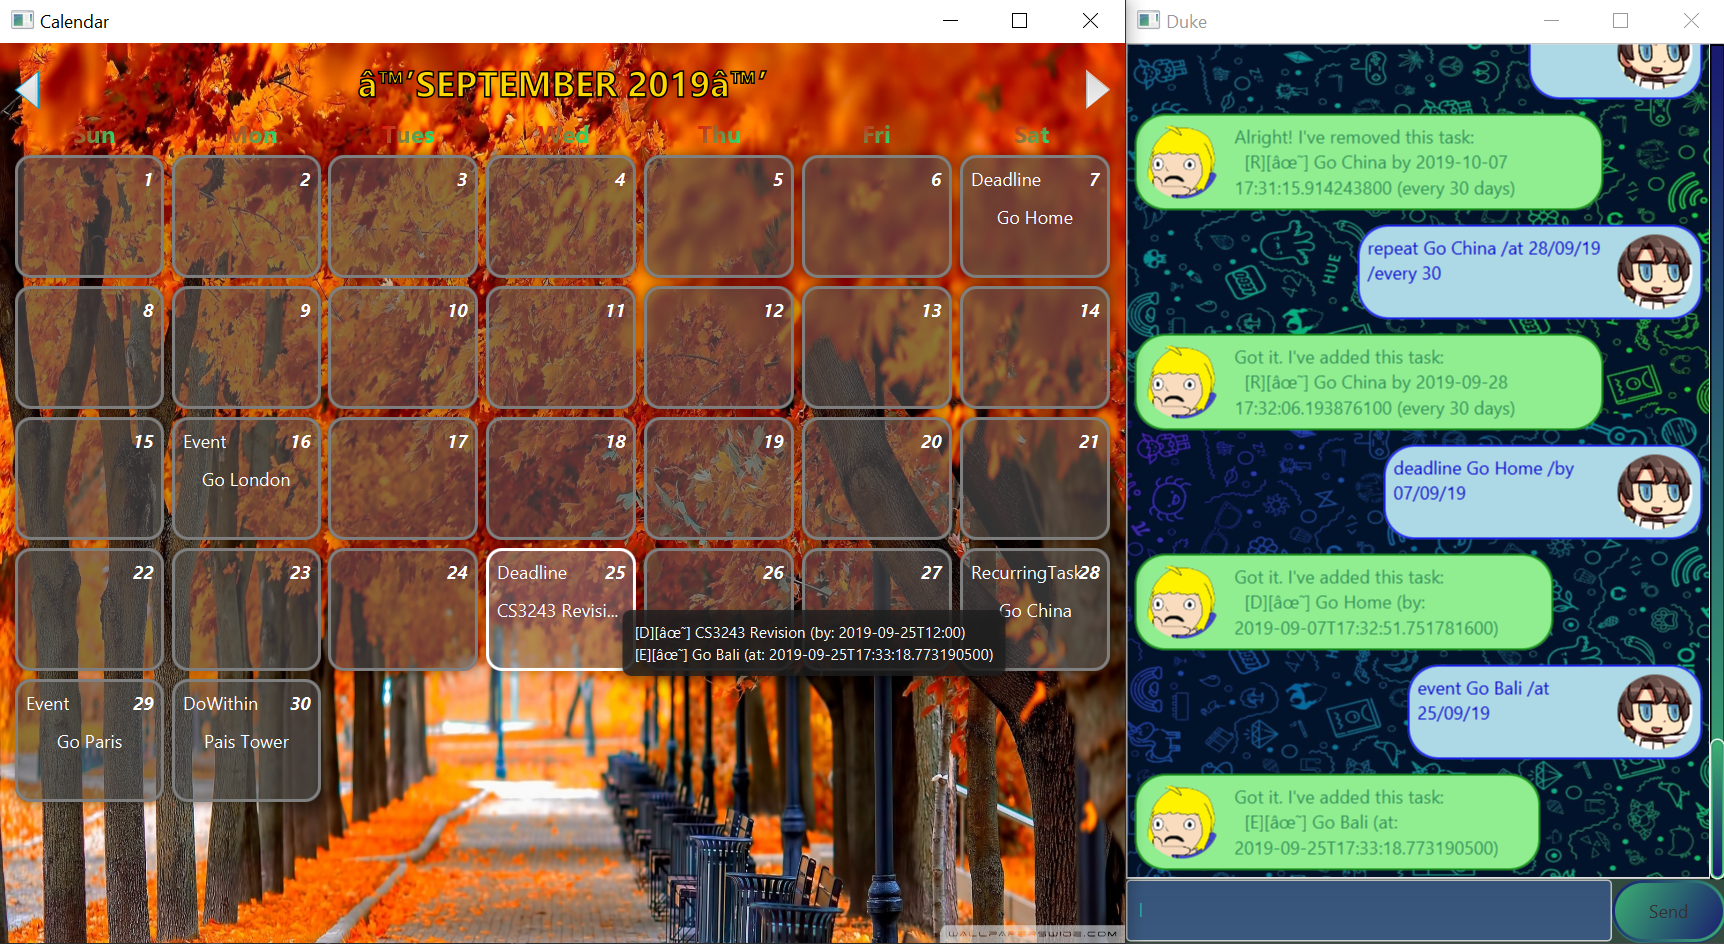 Calendar
â™'SEPTEMBER 2019â™'
Sun Mon Tues Wed Thu Fri Sat
1 2 3 4 5 6 Deadline 7
Go Home
8 9 10 11 12 13 14
15 Event 16 17 18 19 20 21
Go London
22 23 24 Deadline 25 26 27 RecurringTask 28
CS3243 Revisi... Go China
[D][âœ˜] CS3243 Revision (by: 2019-09-25T12:00)
[E][âœ˜] Go Bali (at: 2019-09-25T17:33:18.773190500)
Event 29 DoWithin 30
Go Paris Pais Tower
WALLPAPERSWIDE.COM
Duke
Alright! I've removed this task:
[R][âœ˜] Go China by 2019-10-07
17:31:15.914243800 (every 30 days)
repeat Go China /at 28/09/19
/every 30
Got it. I've added this task:
[R][âœ˜] Go China by 2019-09-28
17:32:06.193876100 (every 30 days)
deadline Go Home /by
07/09/19
Got it. I've added this task:
[D][âœ˜] Go Home (by:
2019-09-07T17:32:51.751781600)
event Go Bali /at
25/09/19
Got it. I've added this task:
[E][âœ˜] Go Bali (at:
2019-09-25T17:33:18.773190500)
Send
HUE
42